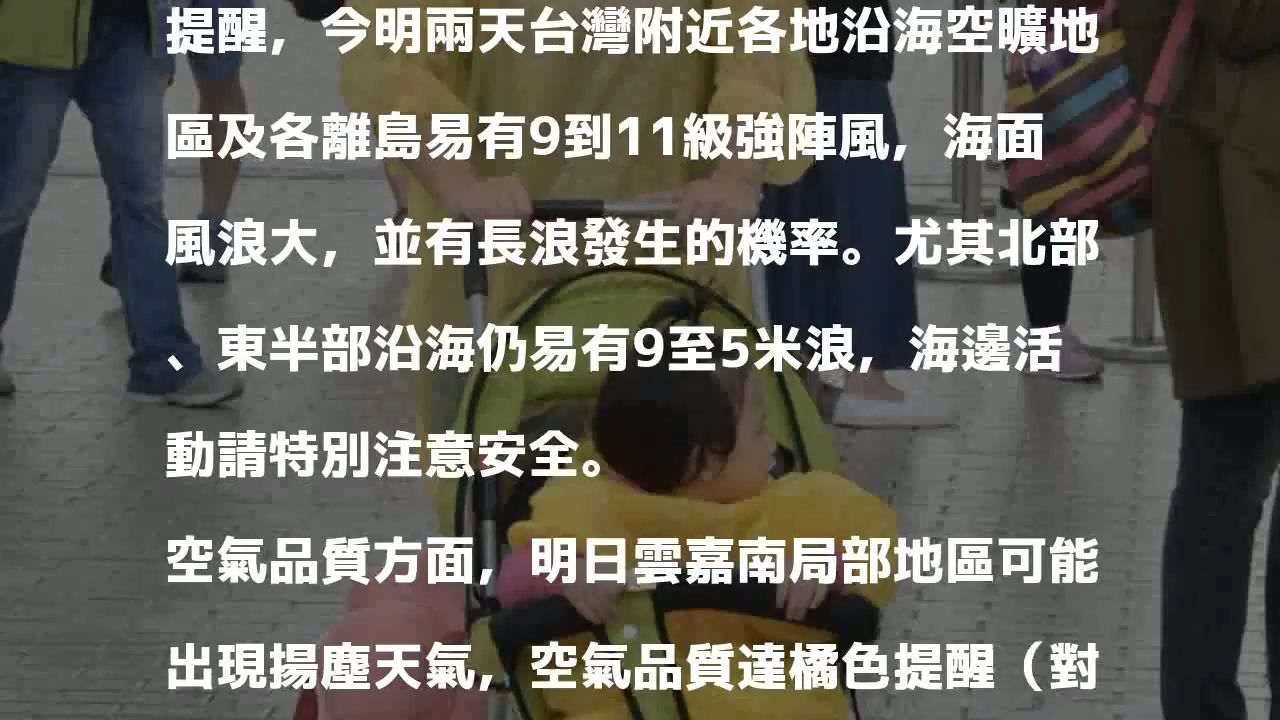 提醒，今明兩天台灣附近各地沿海空曠地
區及各離島易有9到11級強陣風，海面
風浪大，並有長浪發生的機率。尤其北部
、東半部沿海仍易有9至5米浪，海邊活
動請特別注意安全。
空氣品質方面，明日雲嘉南局部地區可能
出現揚塵天氣，空氣品質達橘色提醒（對